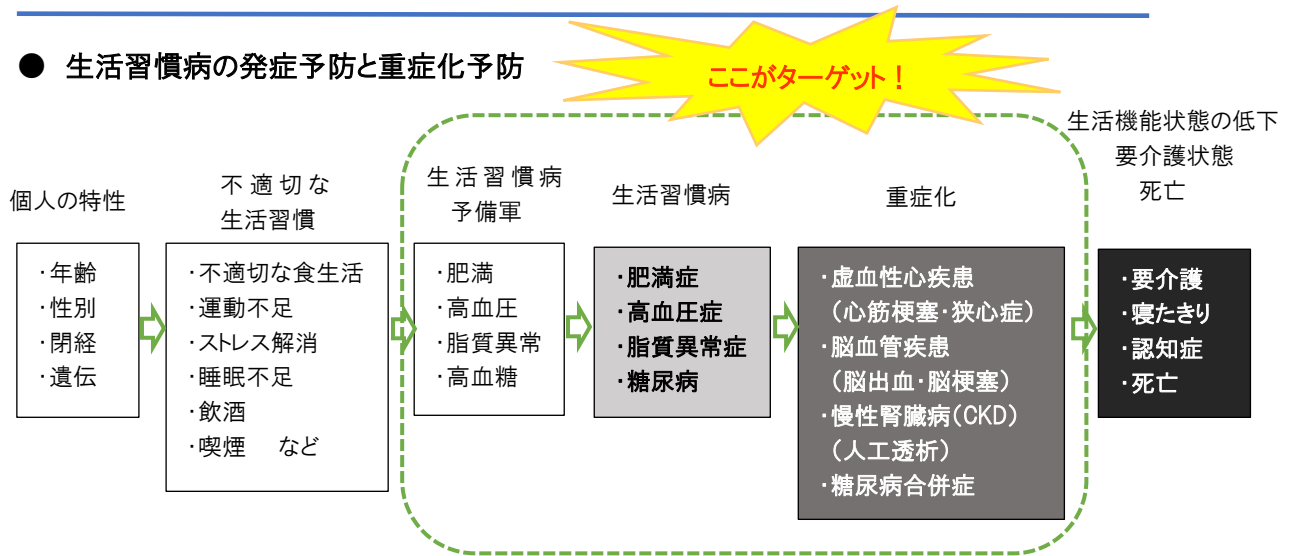 ● 生活習慣病の発症予防と重症化予防
ここがターゲット！
個人の特性
・年齢
・性別
・閉経
・遺伝
不適切な
生活習慣
・不適切な食生活
・運動不足
・ストレス解消
・睡眠不足
・飲酒
・喫煙　など
生活習慣病
予備軍
・肥満
・高血圧
・脂質異常
・高血糖
生活習慣病
・肥満症
・高血圧症
・脂質異常症
・糖尿病
重症化
・虚血性心疾患
（心筋梗塞・狭心症）
・脳血管疾患
（脳出血・脳梗塞）
・慢性腎臓病（CKD）
（人工透析）
・糖尿病合併症
生活機能状態の低下
要介護状態
死亡
・要介護
・寝たきり
・認知症
・死亡